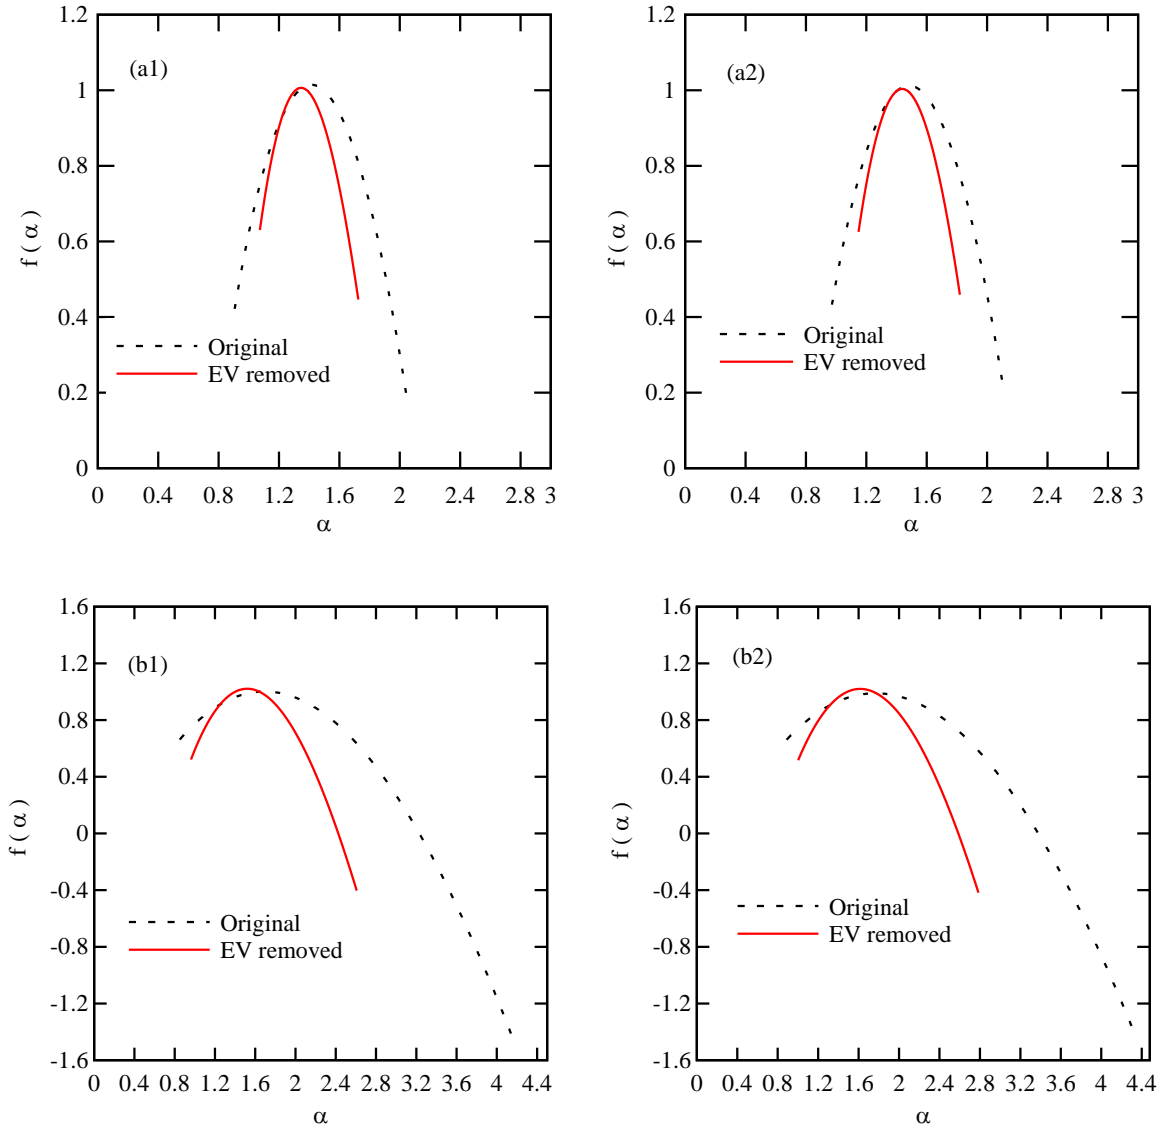 (a1)
1.2
1
0.8
0.6
0.4
0.2
0
f ( α )
Original
EV removed
0 0.4 0.8 1.2 1.6 2 2.4 2.8 3
α
(a2)
1.2
1
0.8
0.6
0.4
0.2
0
f ( α )
Original
EV removed
0 0.4 0.8 1.2 1.6 2 2.4 2.8 3
α
(b1)
1.6
1.2
0.8
0.4
0
-0.4
-0.8
-1.2
-1.6
f ( α )
Original
EV removed
0 0.4 0.8 1.2 1.6 2 2.4 2.8 3.2 3.6 4 4.4
α
(b2)
1.6
1.2
0.8
0.4
0
-0.4
-0.8
-1.2
-1.6
f ( α )
Original
EV removed
0 0.4 0.8 1.2 1.6 2 2.4 2.8 3.2 3.6 4 4.4
α